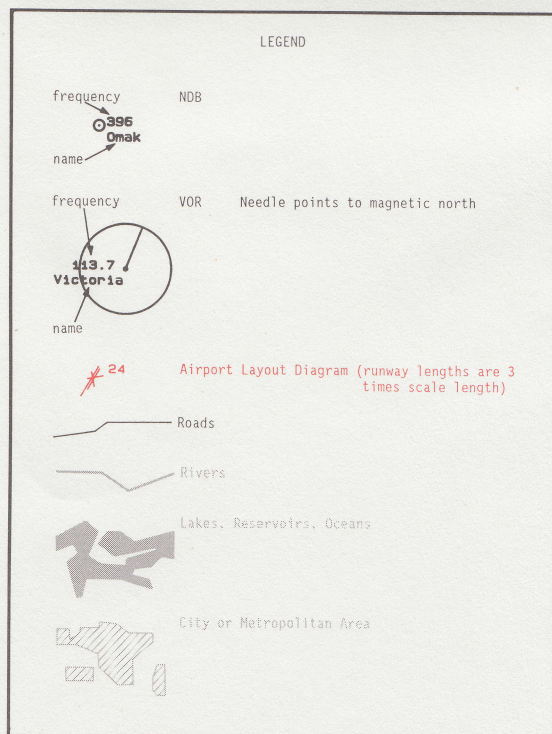 LEGEND
frequency NDB
396
Omak
name
frequency VOR Needle points to magnetic north
113.7
Victoria
name
24 Airport Layout Diagram (runway lengths are 3
times scale length)
Roads
Rivers
Lakes, Reservoirs, Oceans
City or Metropolitan Area